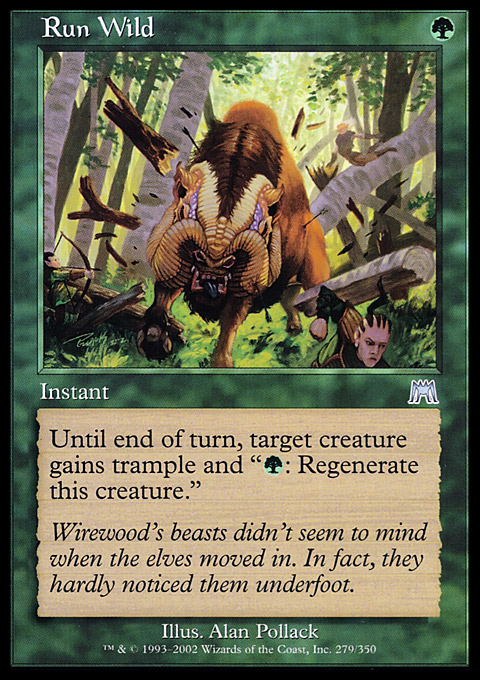 Run Wild
Instant
Until end of turn, target creature
gains trample and “: Regenerate
this creature.”
Wirewood’s beasts didn’t seem to mind
when the elves moved in. In fact, they
hardly noticed them underfoot.
Illus. Alan Pollack
™ & © 1993–2002 Wizards of the Coast, Inc. 279/350